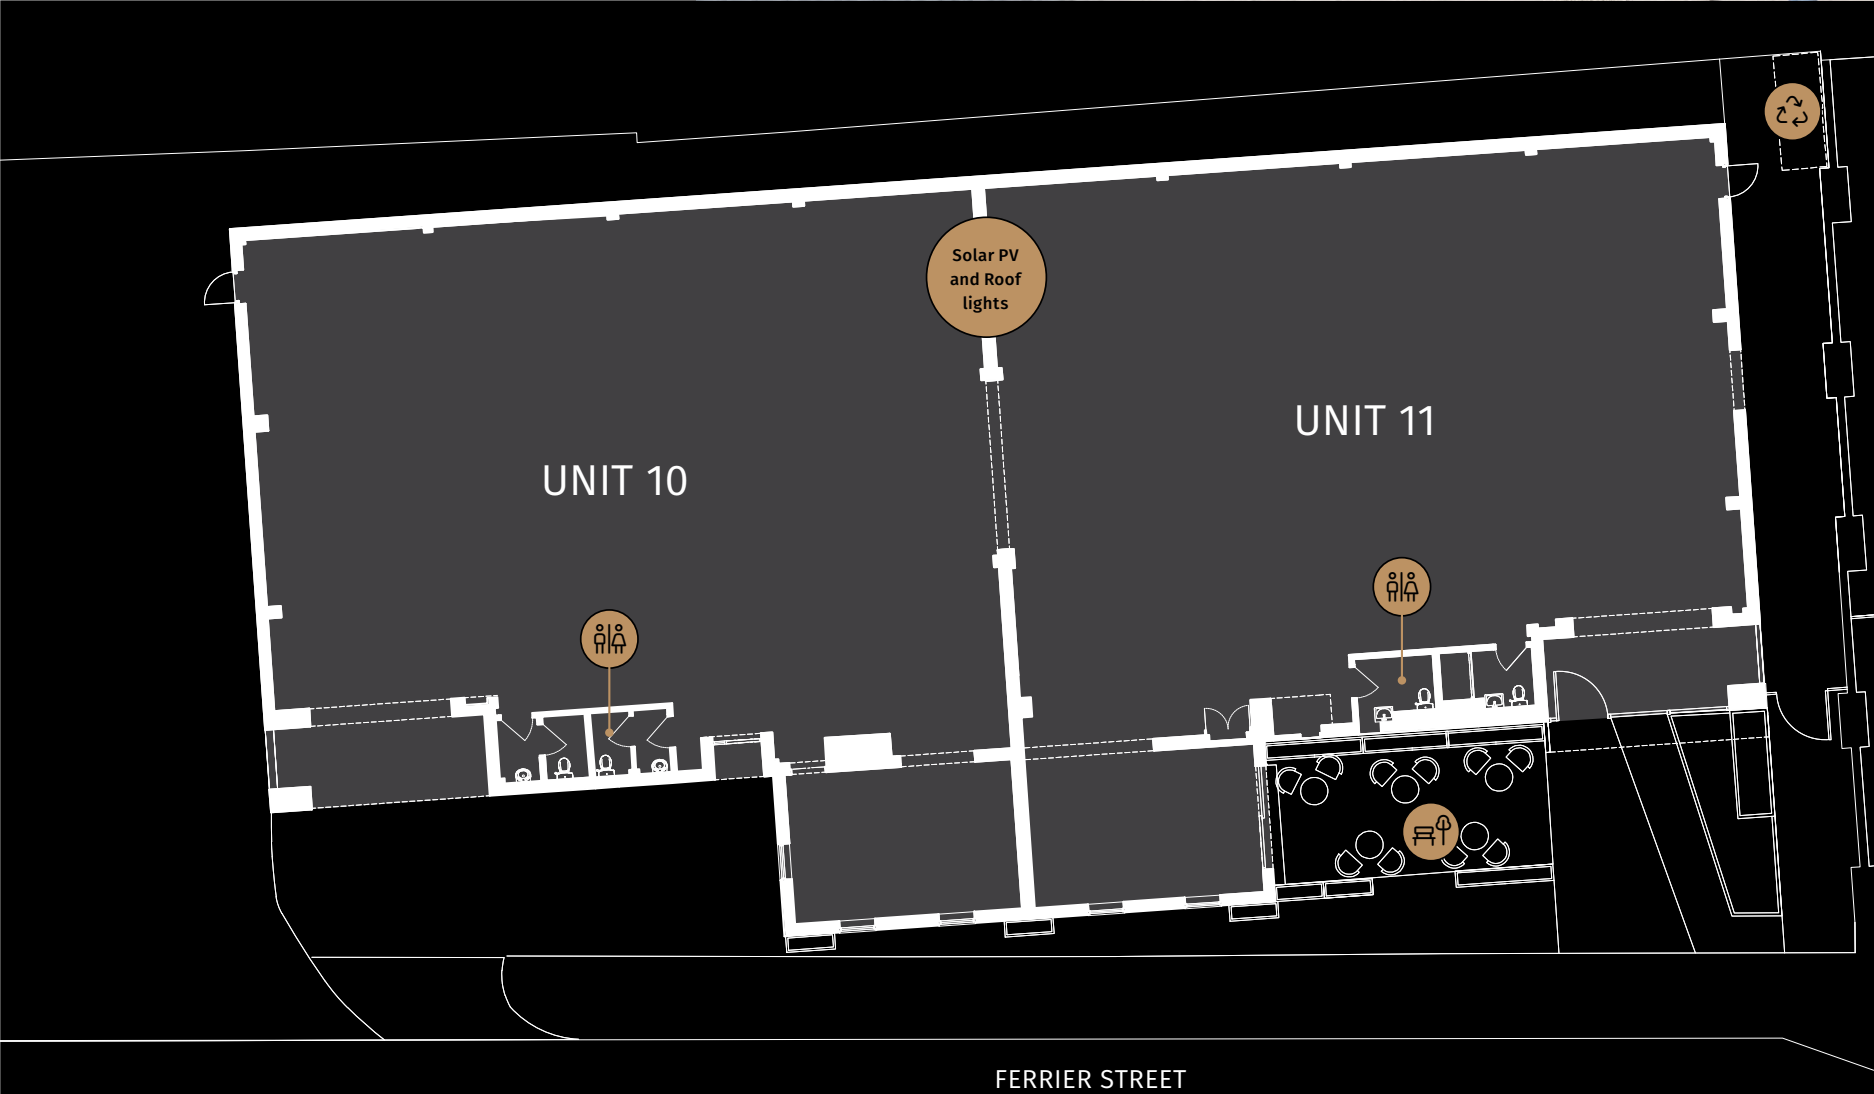 Solar PV
and Roof
lights
UNIT 11
UNIT 10
FERRIER STREET